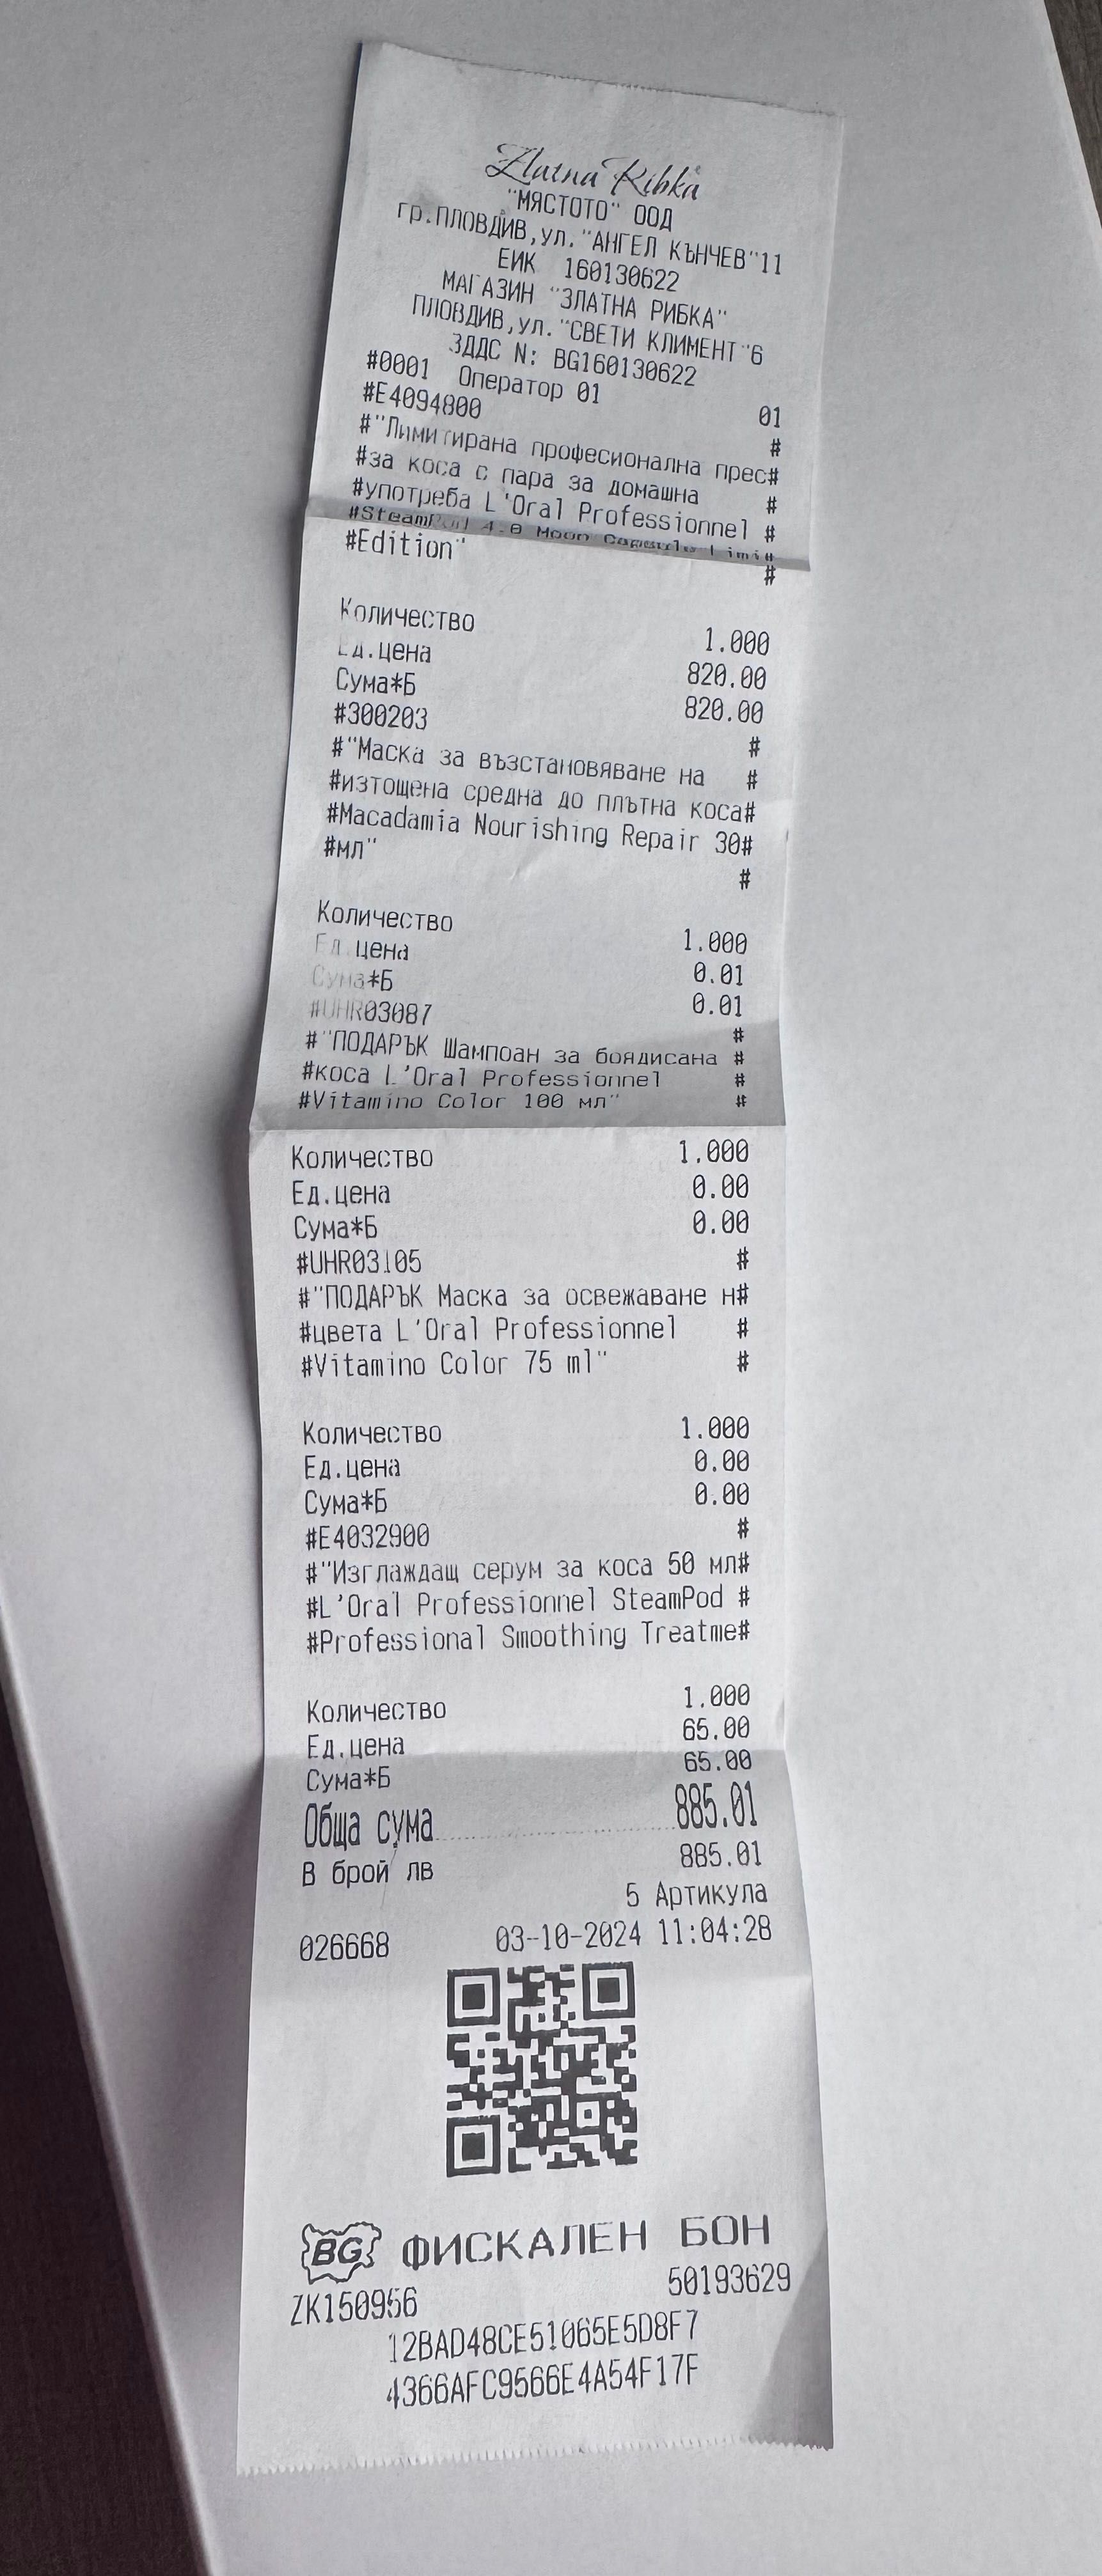 Zlatna Ribka
"МЯСТОТО" ООД
гр.ПЛОВДИВ,ул."АНГЕЛ КЪНЧЕВ"11
ЕИК 160130622
МАГАЗИН "ЗЛАТНА РИБКА"
ПЛОВДИВ,ул."СВЕТИ КЛИМЕНТ"6
ЗДДС N: BG160130622
#0001 Оператор 01 01
#E4094800 #
#"Лимитирана професионална прес#
#за коса с пара за домашна #
#употреба L'Oral Professionnel #
#SteamPod 4.0 Moon Capsule Limi#
#Edition" #
Количество 1.000
Ед.цена 820.00
Сума*Б 820.00
#300203 #
#"Маска за възстановяване на #
#изтощена средна до плътна коса#
#Macadamia Nourishing Repair 30#
#мл" #
Количество 1.000
Ед.цена 0.01
Сума*Б 0.01
#UHR03087 #
#"ПОДАРЪК Шампоан за боядисана #
#коса L'Oral Professionnel #
#Vitamino Color 100 мл" #
Количество 1.000
Ед.цена 0.00
Сума*Б 0.00
#UHR03105 #
#"ПОДАРЪК Маска за освежаване н#
#цвета L'Oral Professionnel #
#Vitamino Color 75 ml" #
Количество 1.000
Ед.цена 0.00
Сума*Б 0.00
#E4032900 #
#"Изглаждащ серум за коса 50 мл#
#L'Oral Professionnel SteamPod #
#Professional Smoothing Treatme#
Количество 1.000
Ед.цена 65.00
Сума*Б 65.00
Обща сума 885.01
В брой лв 885.01
5 Артикула
026668 03-10-2024 11:04:28
BG ФИСКАЛЕН БОН
ZK150956 50193629
12BAD48CE51065E5D8F7
4366AFC9566E4A54F17F